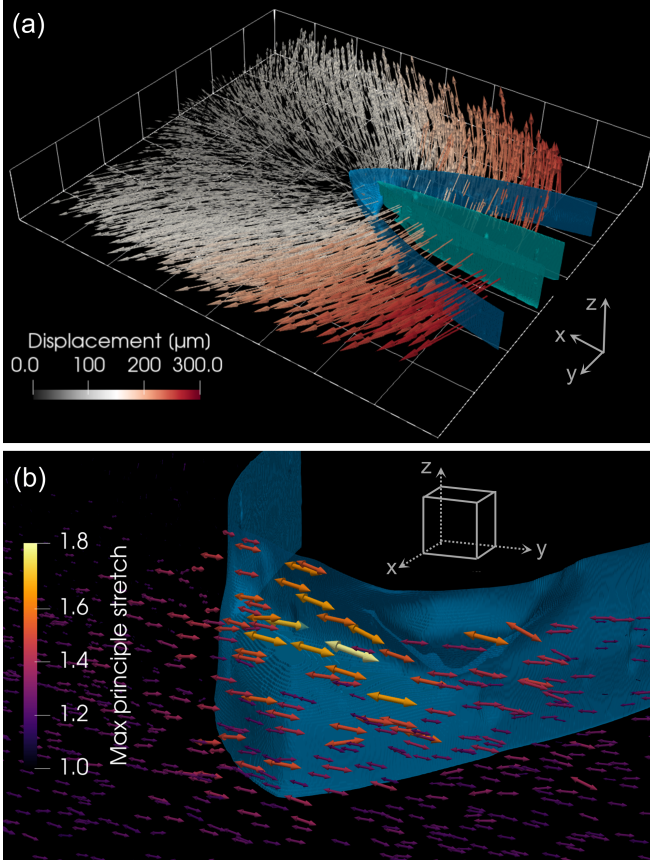 (a)
Displacement [μm]
0.0 100 200 300.0
z
x
y
(b)
1.8
1.6
1.4
1.2
1.0
Max principle stretch
z
y
x